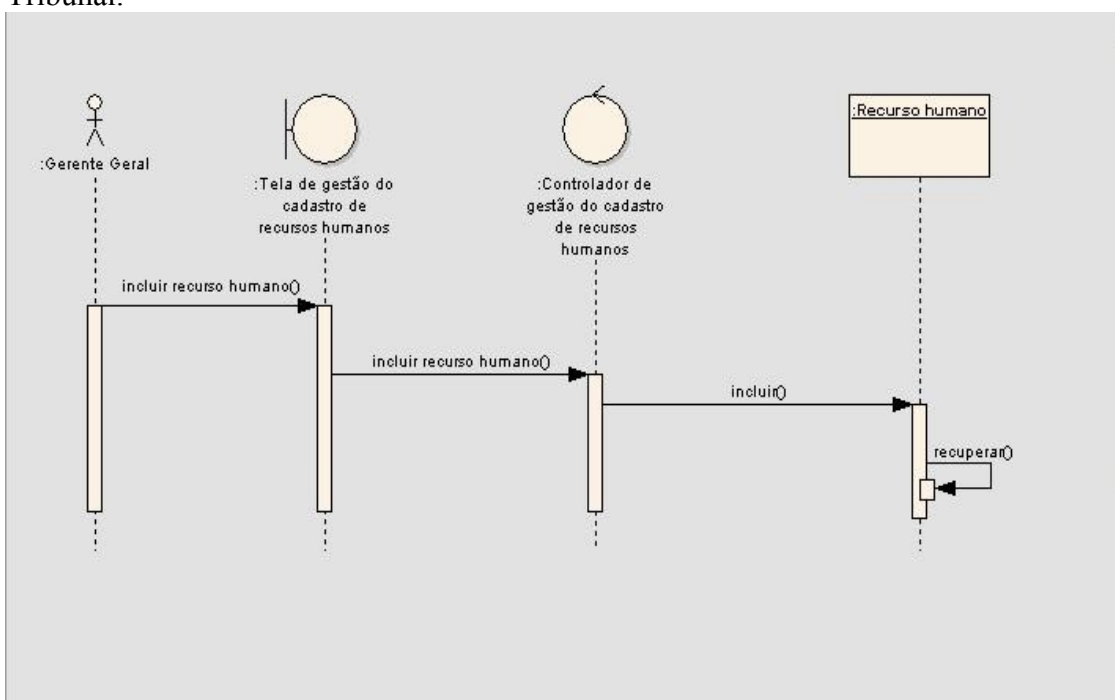 Tribunal.
:Gerente Geral
:Tela de gestão do
cadastro de
recursos humanos
:Controlador de
gestão do cadastro
de recursos
humanos
:Recurso humano
incluir recurso humano()
incluir recurso humano()
incluir()
recuperar()